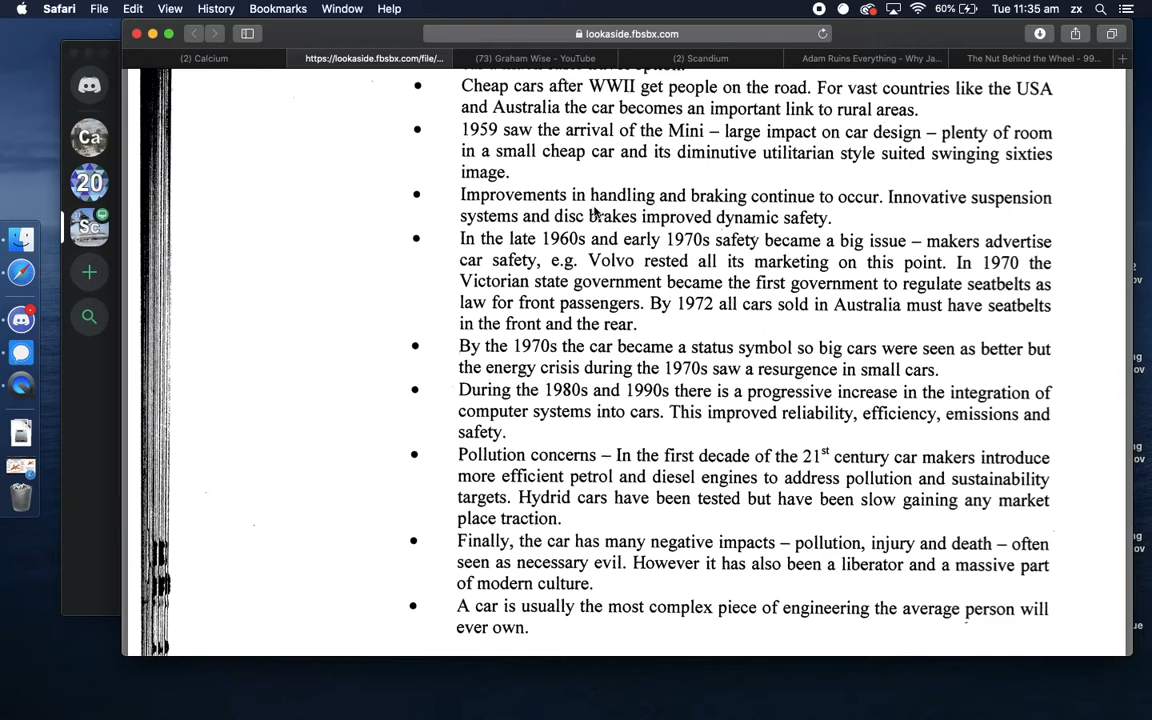 Safari File Edit View History Bookmarks Window Help 60% Tue 11:35 am zx
lookaside.fbsbx.com
(2) Calcium https://lookaside.fbsbx.com/file/... (73) Graham Wise - YouTube (2) Scandium Adam Ruins Everything - Why Ja... The Nut Behind the Wheel - 99...
Ca
20
Sc
• Cheap cars after WWII get people on the road. For vast countries like the USA
and Australia the car becomes an important link to rural areas.
• 1959 saw the arrival of the Mini – large impact on car design – plenty of room
in a small cheap car and its diminutive utilitarian style suited swinging sixties
image.
• Improvements in handling and braking continue to occur. Innovative suspension
systems and disc brakes improved dynamic safety.
• In the late 1960s and early 1970s safety became a big issue – makers advertise
car safety, e.g. Volvo rested all its marketing on this point. In 1970 the
Victorian state government became the first government to regulate seatbelts as
law for front passengers. By 1972 all cars sold in Australia must have seatbelts
in the front and the rear.
• By the 1970s the car became a status symbol so big cars were seen as better but
the energy crisis during the 1970s saw a resurgence in small cars.
• During the 1980s and 1990s there is a progressive increase in the integration of
computer systems into cars. This improved reliability, efficiency, emissions and
safety.
• Pollution concerns – In the first decade of the 21st century car makers introduce
more efficient petrol and diesel engines to address pollution and sustainability
targets. Hydrid cars have been tested but have been slow gaining any market
place traction.
• Finally, the car has many negative impacts – pollution, injury and death – often
seen as necessary evil. However it has also been a liberator and a massive part
of modern culture.
• A car is usually the most complex piece of engineering the average person will
ever own.